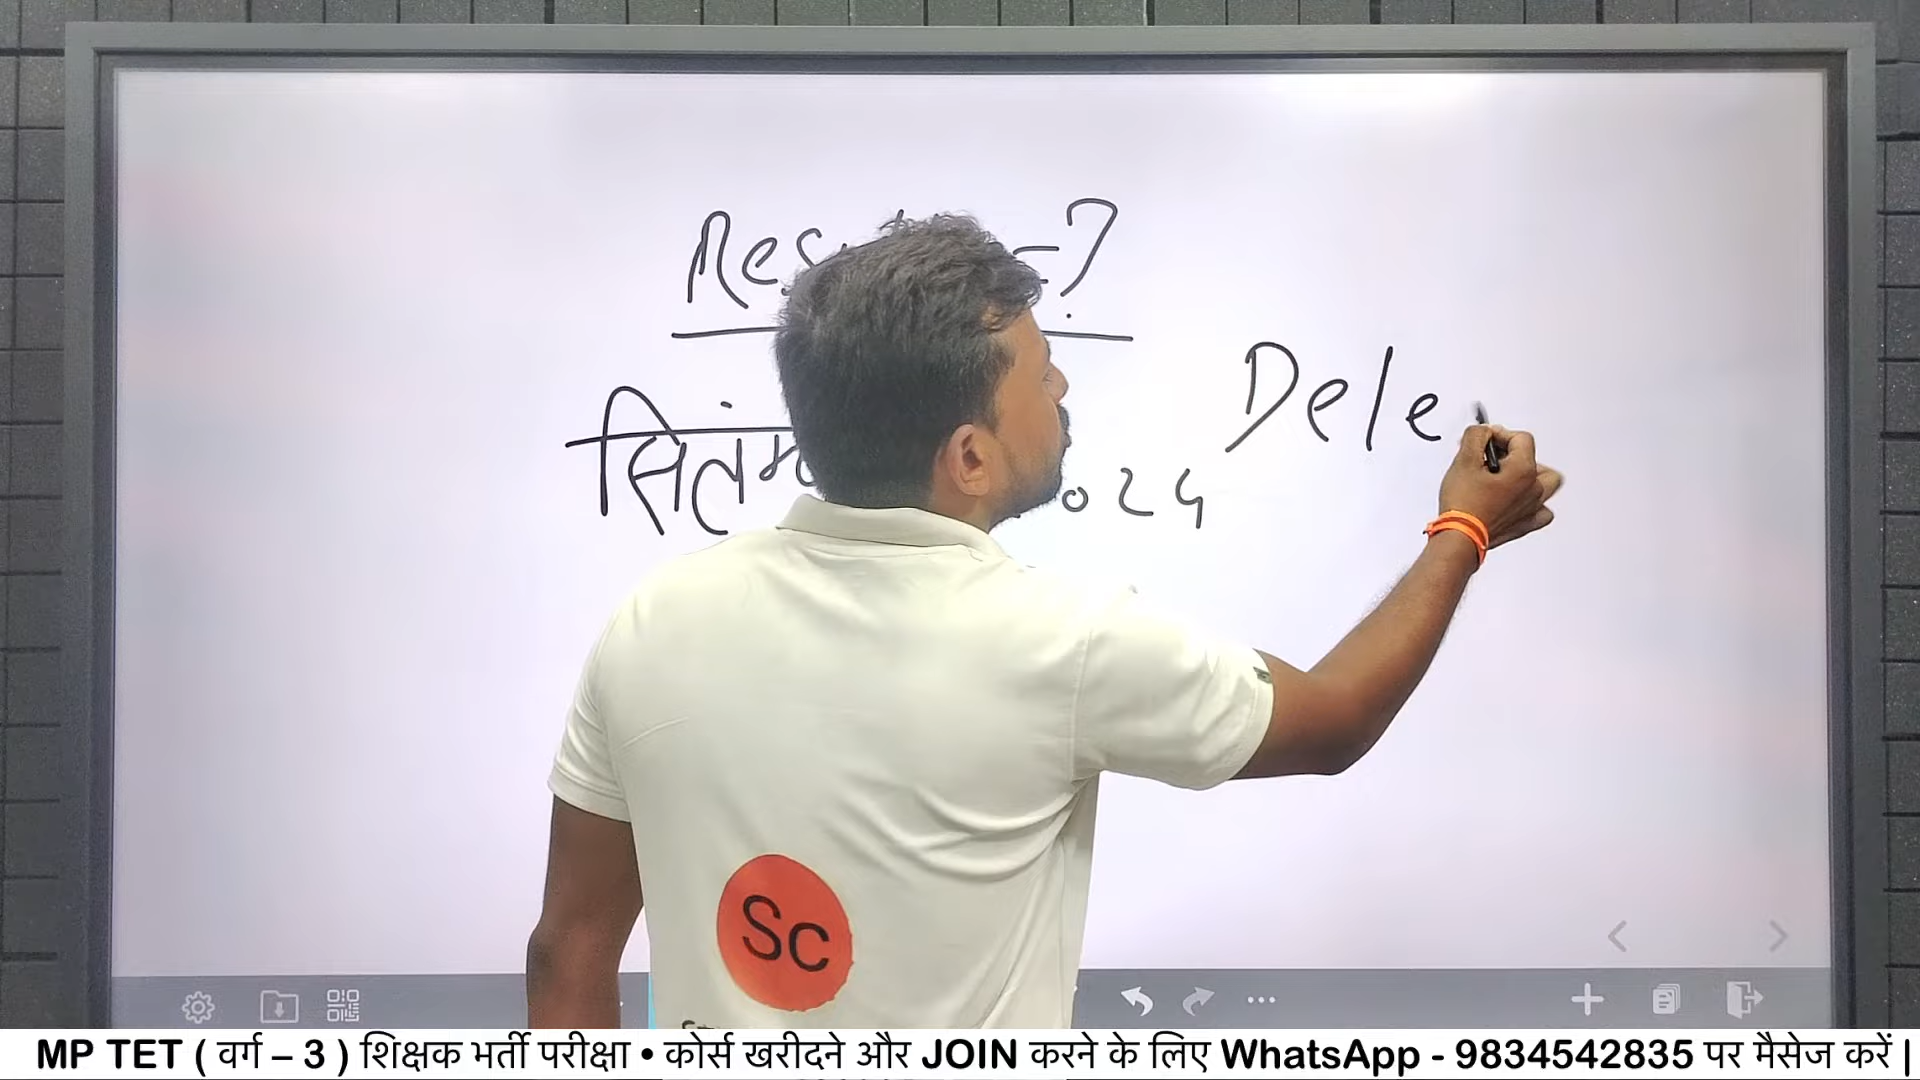 ?
024
Dele
Sc
MP TET ( वर्ग – 3 ) शिक्षक भर्ती परीक्षा • कोर्स खरीदने और JOIN करने के लिए WhatsApp - 9834542835 पर मैसेज करें |